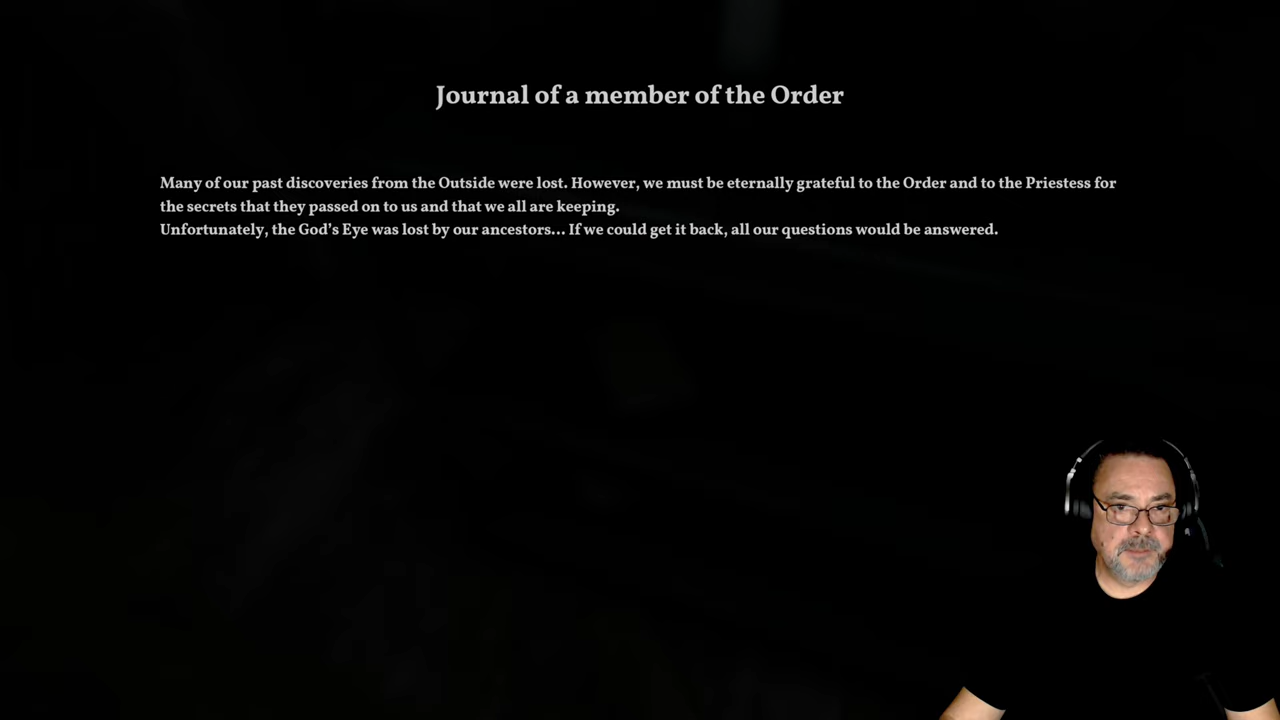 Journal of a member of the Order
Many of our past discoveries from the Outside were lost. However, we must be eternally grateful to the Order and to the Priestess for
the secrets that they passed on to us and that we all are keeping.
Unfortunately, the God’s Eye was lost by our ancestors... If we could get it back, all our questions would be answered.